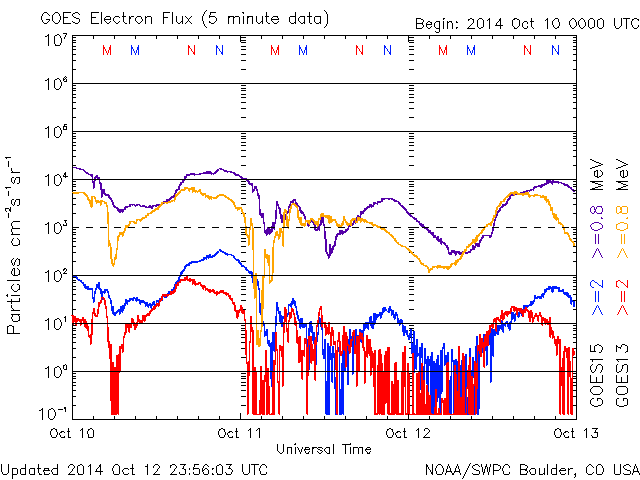 GOES Electron Flux (5 minute data)
Begin: 2014 Oct 10 0000 UTC
M M N N M M N N M M N N
10⁷
10⁶
10⁵
10⁴
10³
10²
10¹
10⁰
10⁻¹
Particles cm⁻²s⁻¹sr⁻¹
Oct 10 Oct 11 Oct 12 Oct 13
Universal Time
GOES15 >=2 >=0.8 MeV
GOES13 >=2 >=0.8 MeV
Updated 2014 Oct 12 23:56:03 UTC
NOAA/SWPC Boulder, CO USA